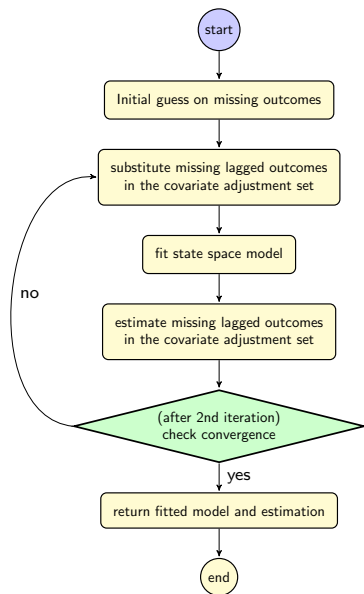 start
Initial guess on missing outcomes
substitute missing lagged outcomes
in the covariate adjustment set
fit state space model
no
estimate missing lagged outcomes
in the covariate adjustment set
(after 2nd iteration)
check convergence
yes
return fitted model and estimation
end